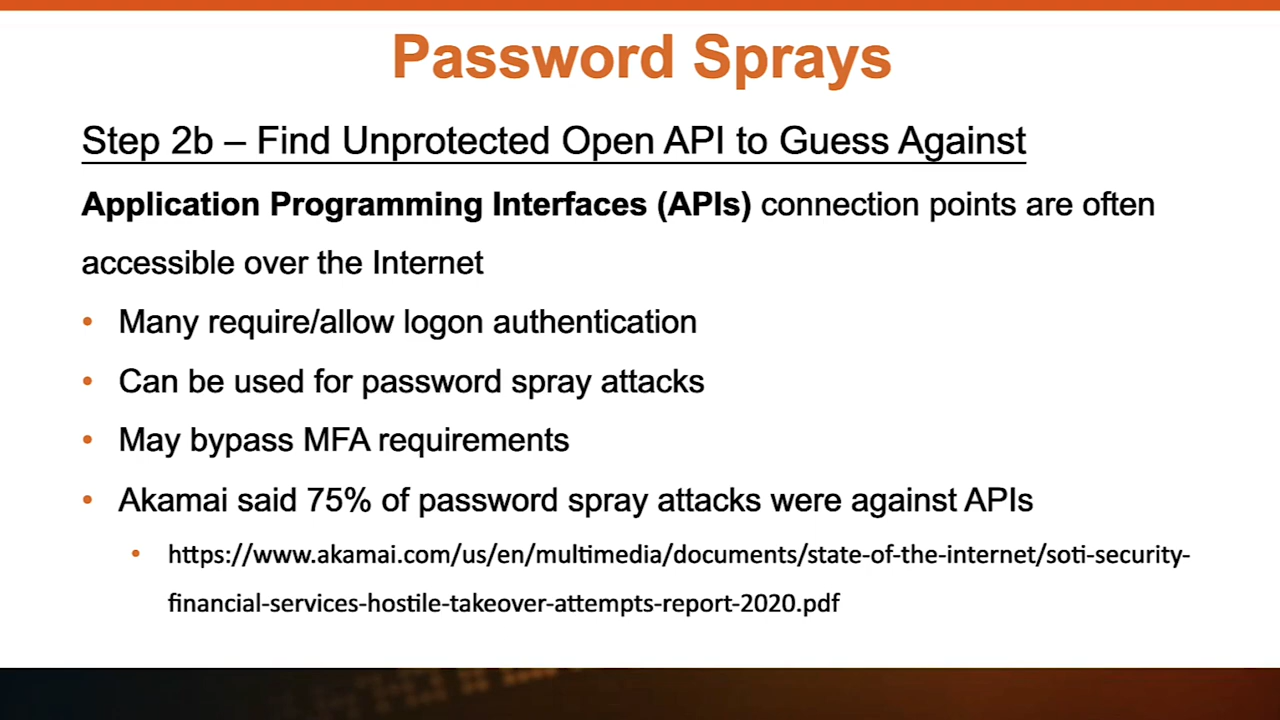 Password Sprays
Step 2b – Find Unprotected Open API to Guess Against
Application Programming Interfaces (APIs) connection points are often
accessible over the Internet
• Many require/allow logon authentication
• Can be used for password spray attacks
• May bypass MFA requirements
• Akamai said 75% of password spray attacks were against APIs
• https://www.akamai.com/us/en/multimedia/documents/state-of-the-internet/soti-security-
financial-services-hostile-takeover-attempts-report-2020.pdf